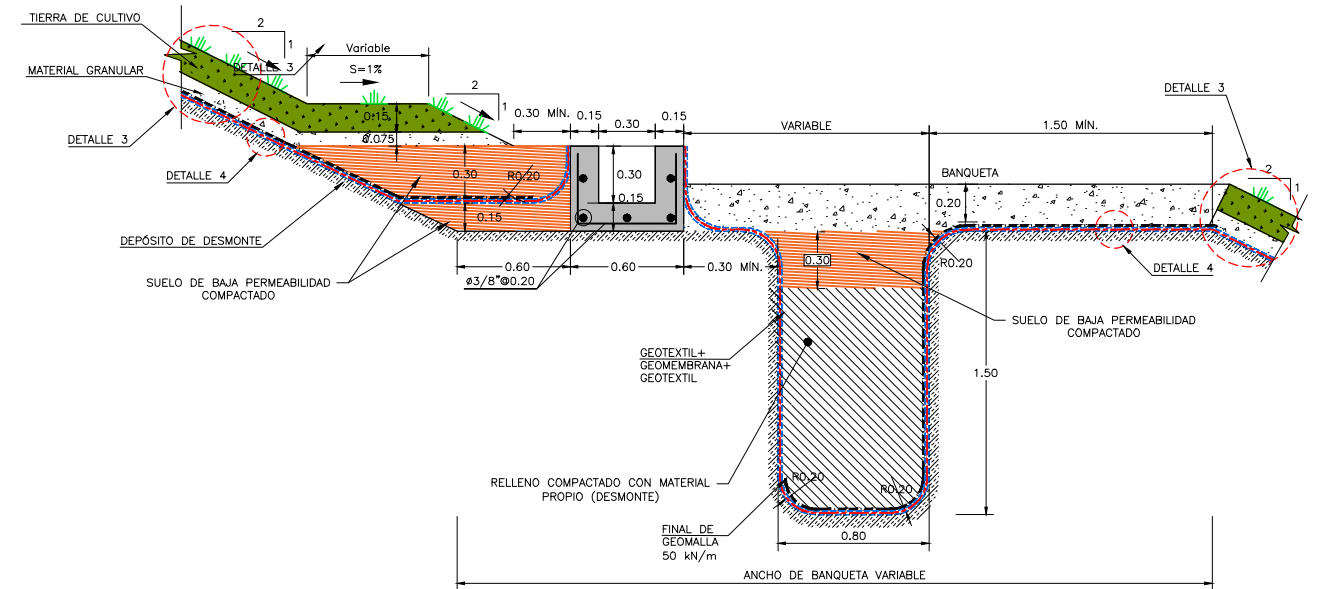 TIERRA DE CULTIVO
2
1
DETALLE 3
Variable
S=1%
MATERIAL GRANULAR
2
1
DETALLE 3
DETALLE 3
2
1
0.15
0.075
0.30 MÍN.
0.15
0.30
0.15
VARIABLE
1.50 MÍN.
DETALLE 4
0.30
R0.20
0.30
0.15
0.15
BANQUETA
0.20
DEPÓSITO DE DESMONTE
0.60
0.60
0.30 MÍN.
0.30
R0.20
DETALLE 4
SUELO DE BAJA PERMEABILIDAD
COMPACTADO
ø3/8"@0.20
SUELO DE BAJA PERMEABILIDAD
COMPACTADO
GEOTEXTIL+
GEOMEMBRANA+
GEOTEXTIL
1.50
RELLENO COMPACTADO CON MATERIAL
PROPIO (DESMONTE)
R0.20
R0.20
FINAL DE
GEOMALLA
50 kN/m
0.80
ANCHO DE BANQUETA VARIABLE